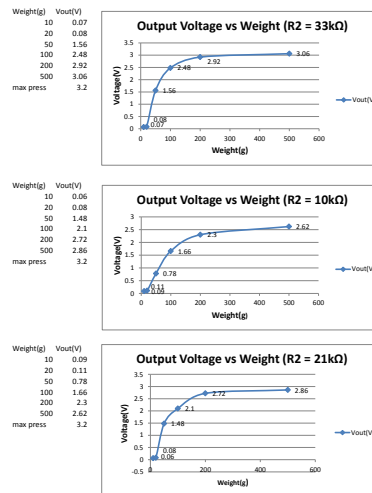 Weight(g) Vout(V)
10 0.07
20 0.08
50 1.56
100 2.48
200 2.92
500 3.06
max press 3.2
Output Voltage vs Weight (R2 = 33kΩ)
Voltage(V)
3.5
3
2.5
2
1.5
1
0.5
0
0.07
0.08
1.56
2.48
2.92
3.06
0 100 200 300 400 500 600
Weight(g)
Vout(V
Weight(g) Vout(V)
10 0.06
20 0.08
50 1.48
100 2.1
200 2.72
500 2.86
max press 3.2
Output Voltage vs Weight (R2 = 10kΩ)
Voltage(V)
3
2.5
2
1.5
1
0.5
0
0.09
0.11
0.78
1.66
2.3
2.62
0 100 200 300 400 500 600
Weight(g)
Vout(V
Weight(g) Vout(V)
10 0.09
20 0.11
50 0.78
100 1.66
200 2.3
500 2.62
max press 3.2
Output Voltage vs Weight (R2 = 21kΩ)
Voltage(V)
3.5
3
2.5
2
1.5
1
0.5
0
-0.5
0.06
0.08
1.48
2.1
2.72
2.86
0 200 400 600
Weight(g)
Vout(V